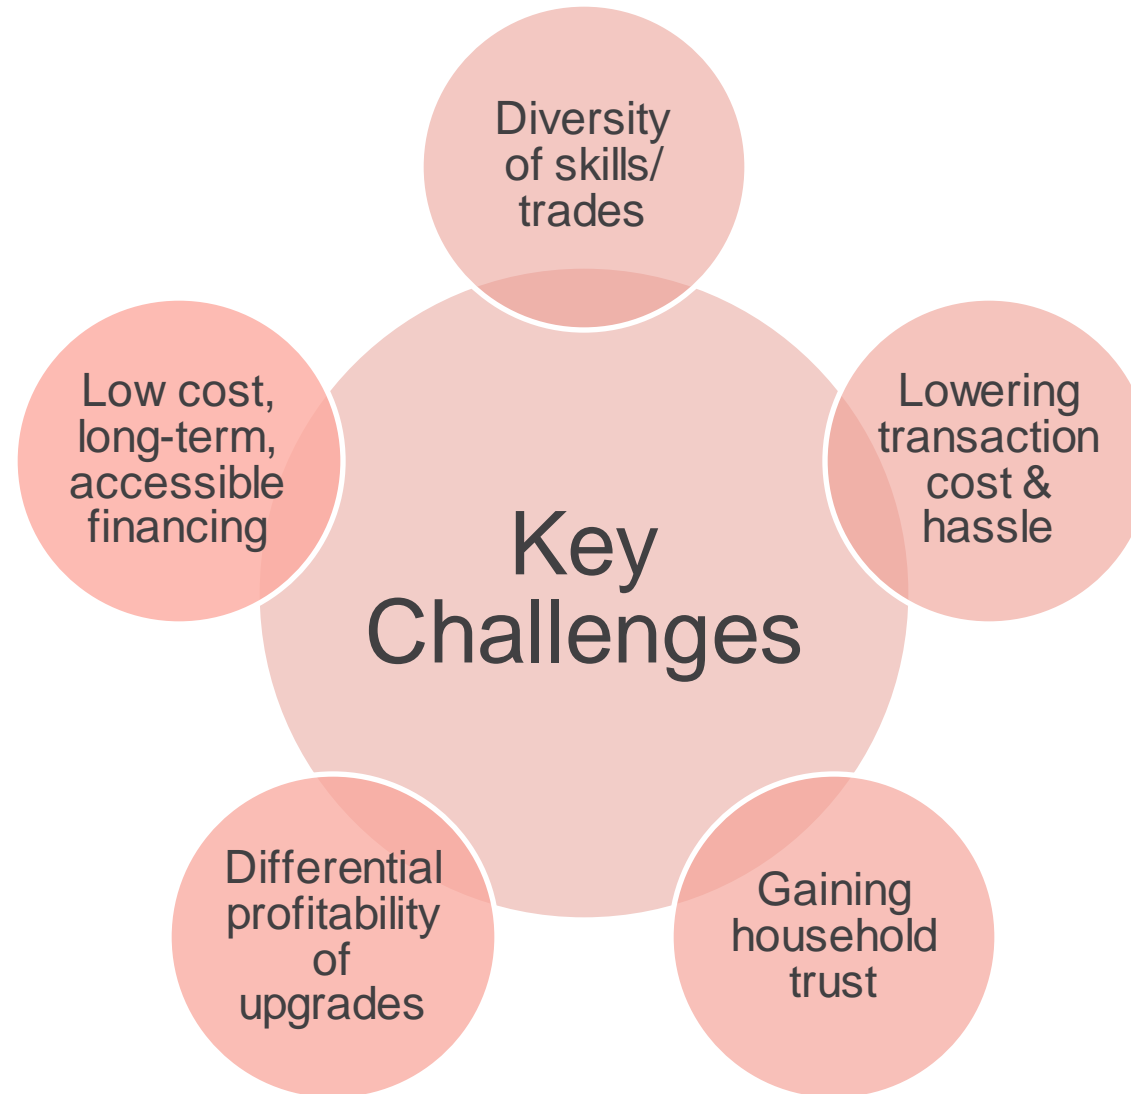 Diversity
of skills/
trades
Low cost,
long-term,
accessible
financing
Lowering
transaction
cost &
hassle
Key
Challenges
Differential
profitability
of
upgrades
Gaining
household
trust